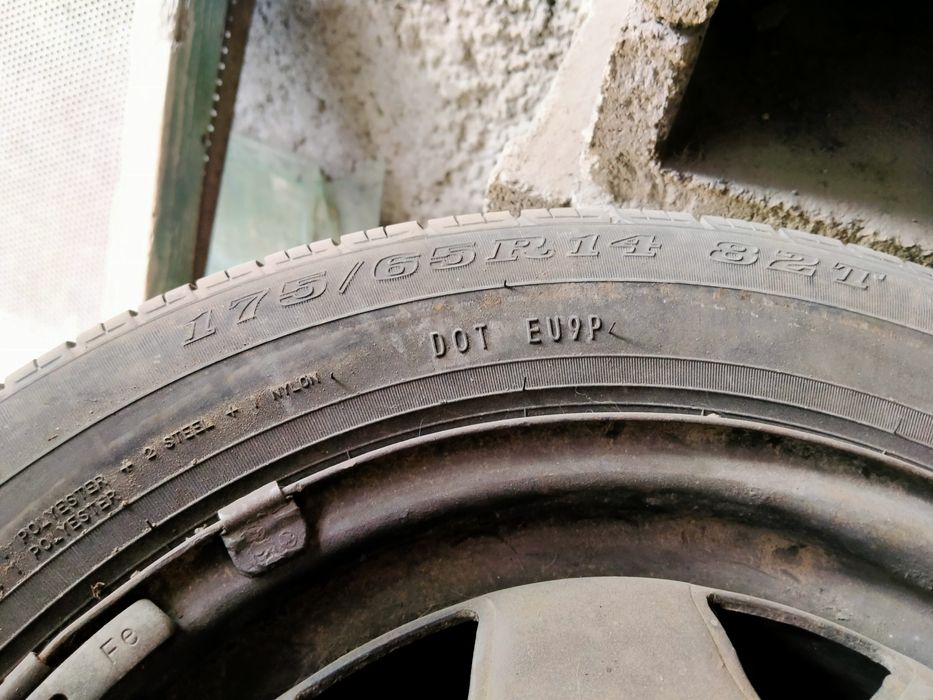 175/65R14 82T
DOT EU9P
POLYESTER + 2 STEEL + 1 NYLON
POLYESTER
Fe